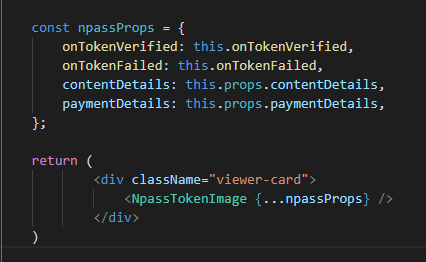 const npassProps = {
onTokenVerified: this.onTokenVerified,
onTokenFailed: this.onTokenFailed,
contentDetails: this.props.contentDetails,
paymentDetails: this.props.paymentDetails,
};
return (
<div className="viewer-card">
<NpassTokenImage {...npassProps} />
</div>
)